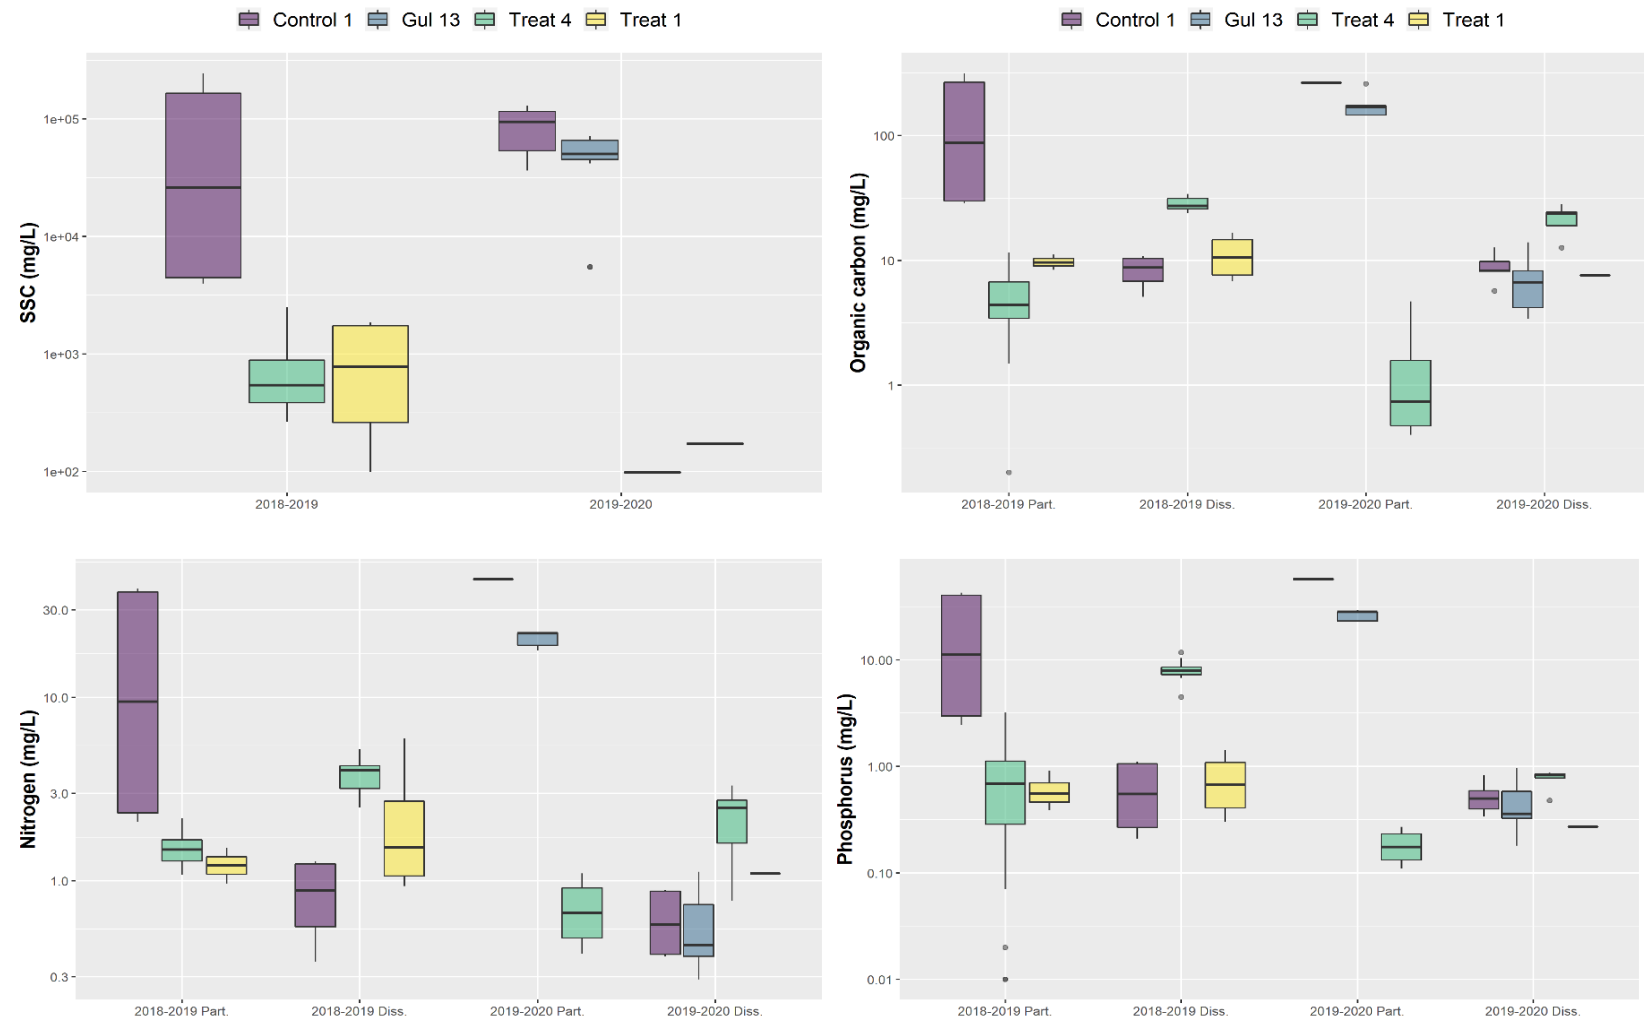 Control 1 Gul 13 Treat 4 Treat 1
SSC (mg/L)
1e+05
1e+04
1e+03
1e+02
2018-2019 2019-2020
Control 1 Gul 13 Treat 4 Treat 1
Organic carbon (mg/L)
100
10
1
2018-2019 Part. 2018-2019 Diss. 2019-2020 Part. 2019-2020 Diss.
Nitrogen (mg/L)
30.0
10.0
3.0
1.0
0.3
2018-2019 Part. 2018-2019 Diss. 2019-2020 Part. 2019-2020 Diss.
Phosphorus (mg/L)
10.00
1.00
0.10
0.01
2018-2019 Part. 2018-2019 Diss. 2019-2020 Part. 2019-2020 Diss.